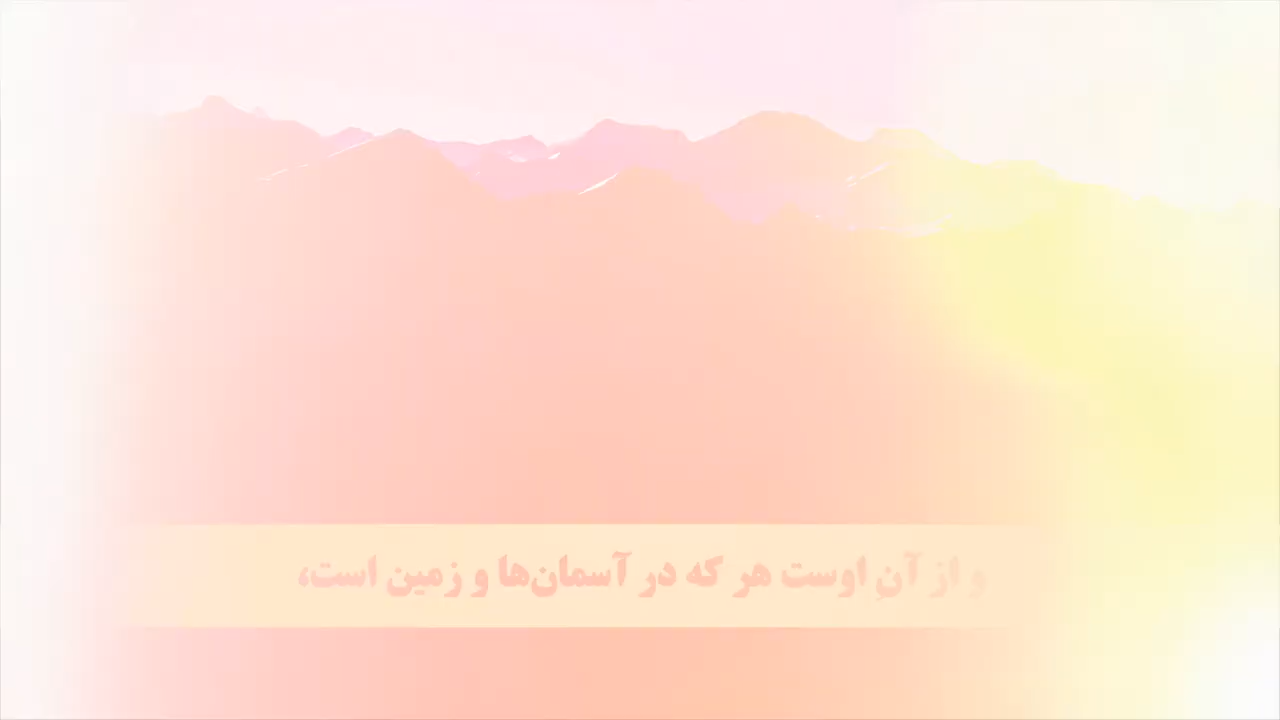 و از آنِ اوست هر که در آسمان‌ها و زمین است،